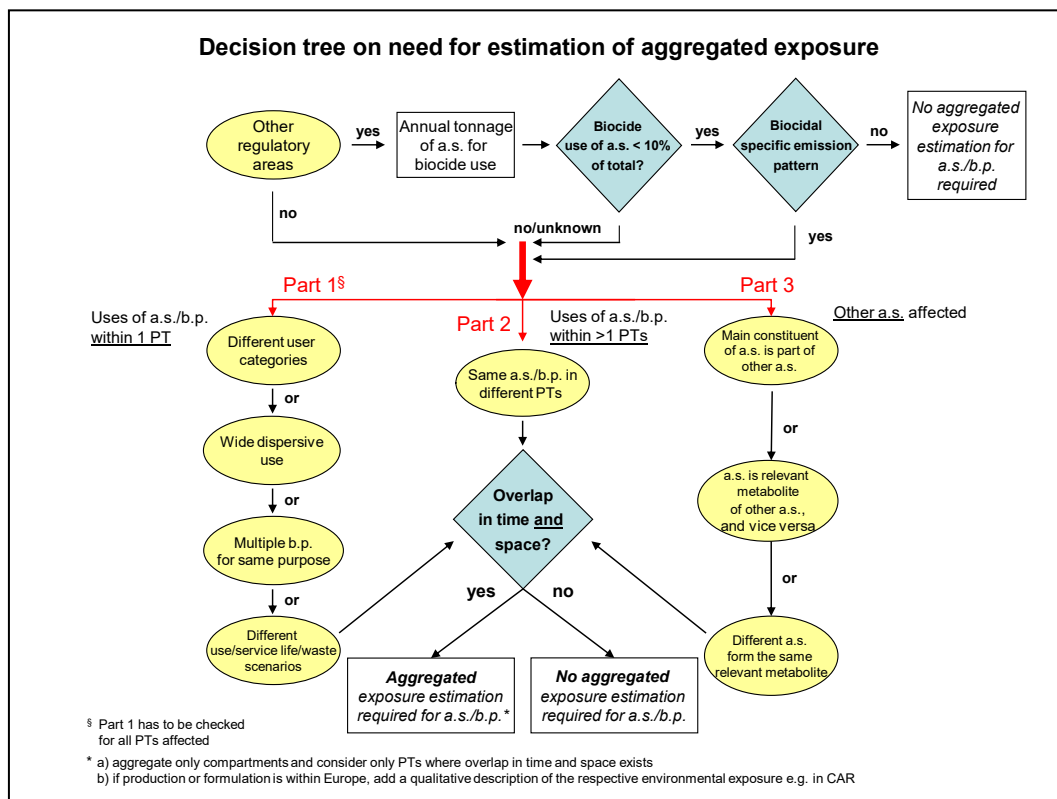 Decision tree on need for estimation of aggregated exposure
Other
regulatory
areas
yes
Annual tonnage
of a.s. for
biocide use
Biocide
use of a.s. < 10%
of total?
yes
Biocidal
specific emission
pattern
no
No aggregated
exposure
estimation for
a.s./b.p.
required
no
no/unknown
yes
Part 1§
Part 2
Part 3
Uses of a.s./b.p.
within 1 PT
Uses of a.s./b.p.
within >1 PTs
Other a.s. affected
Different user
categories
or
Wide dispersive
use
or
Multiple b.p.
for same purpose
or
Different
use/service life/waste
scenarios
Same a.s./b.p. in
different PTs
Overlap
in time and
space?
yes
no
Aggregated
exposure estimation
required for a.s./b.p.*
No aggregated
exposure estimation
required for a.s./b.p.
Main constituent
of a.s. is part of
other a.s.
or
a.s. is relevant
metabolite
of other a.s.,
and vice versa
or
Different a.s.
form the same
relevant metabolite
§ Part 1 has to be checked
for all PTs affected
* a) aggregate only compartments and consider only PTs where overlap in time and space exists
b) if production or formulation is within Europe, add a qualitative description of the respective environmental exposure e.g. in CAR